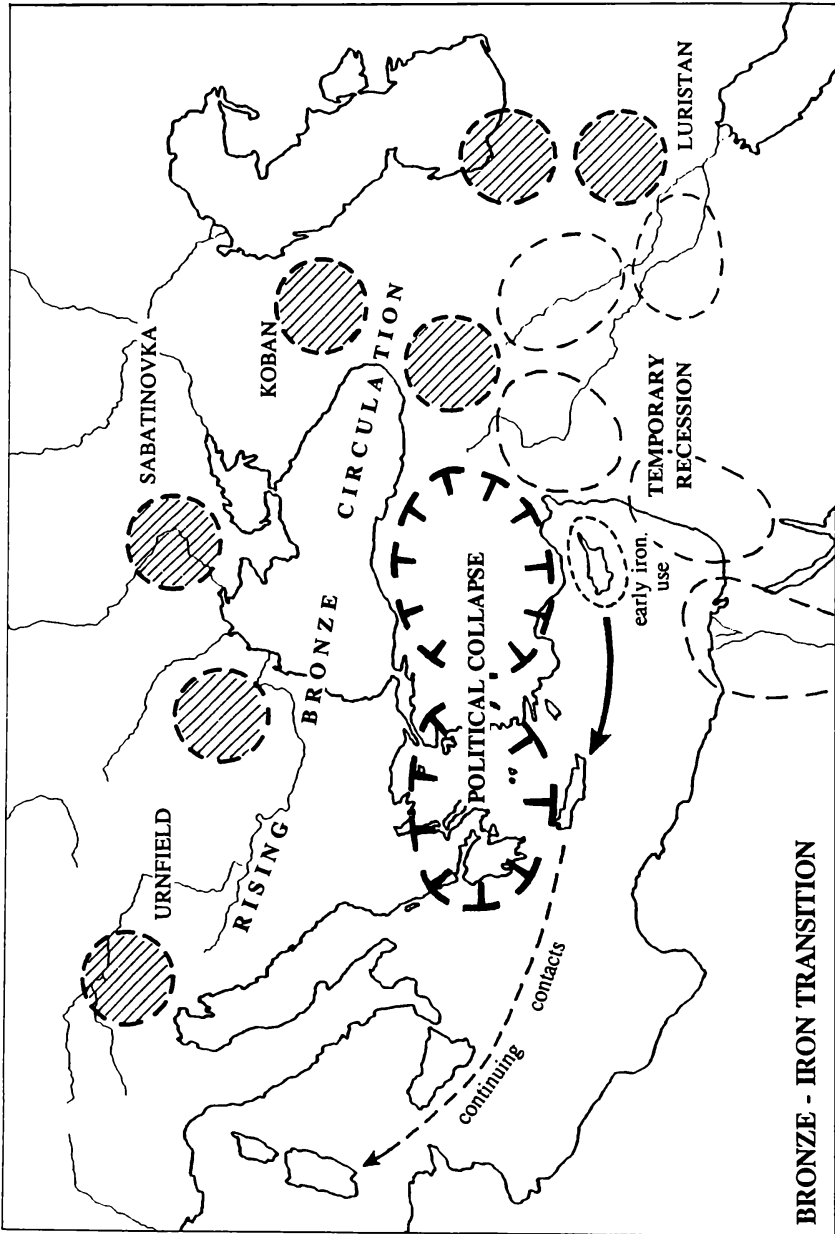 URNFIELD
SABATINOVKA
KOBAN
RISING BRONZE CIRCULATION
POLITICAL COLLAPSE
LURISTAN
TEMPORARY
RECESSION
early iron
use
continuing contacts
BRONZE - IRON TRANSITION